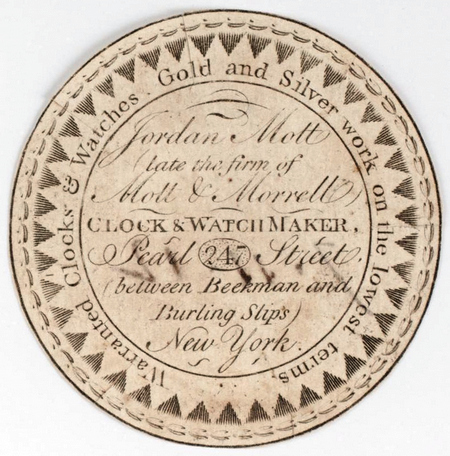 Warranted Clocks & Watches. Gold and Silver work on the lowest terms.
Jordan Mott
(late the firm of
Mott & Morrell)
CLOCK & WATCH MAKER,
Pearl 247 Street.
(between Beekman and
Burling Slips)
New York.